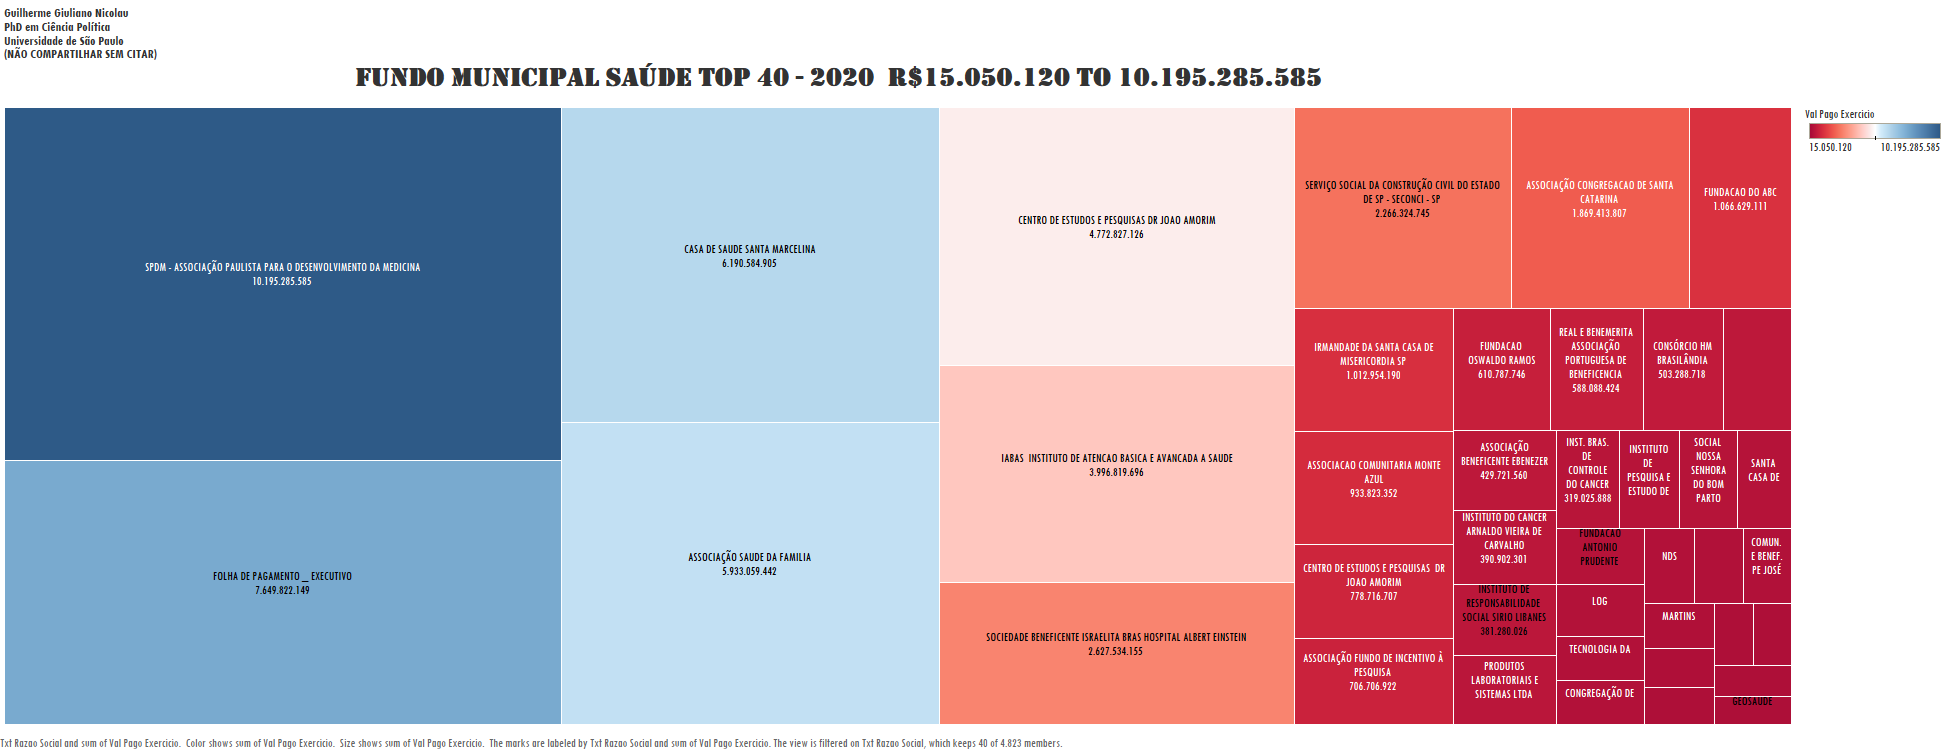 Guilherme Giuliano Nicolau
PhD em Ciência Política
Universidade de São Paulo
(NÃO COMPARTILHAR SEM CITAR)
FUNDO MUNICIPAL SAÚDE TOP 40 - 2020 R$15.050.120 TO 10.195.285.585
Val Pago Exercicio
15.050.120 10.195.285.585
SPDM - ASSOCIAÇÃO PAULISTA PARA O DESENVOLVIMENTO DA MEDICINA
10.195.285.585
FOLHA DE PAGAMENTO _ EXECUTIVO
7.649.822.149
CASA DE SAUDE SANTA MARCELINA
6.190.584.905
ASSOCIAÇÃO SAUDE DA FAMILIA
5.933.059.442
CENTRO DE ESTUDOS E PESQUISAS DR JOAO AMORIM
4.772.827.126
IABAS INSTITUTO DE ATENCAO BASICA E AVANCADA A SAUDE
3.996.819.696
SOCIEDADE BENEFICENTE ISRAELITA BRAS HOSPITAL ALBERT EINSTEIN
2.627.534.155
SERVIÇO SOCIAL DA CONSTRUÇÃO CIVIL DO ESTADO
DE SP - SECONCI - SP
2.266.324.745
ASSOCIAÇÃO CONGREGACAO DE SANTA
CATARINA
1.869.413.807
FUNDACAO DO ABC
1.066.629.111
IRMANDADE DA SANTA CASA DE
MISERICORDIA SP
1.012.954.190
ASSOCIACAO COMUNITARIA MONTE
AZUL
933.823.352
CENTRO DE ESTUDOS E PESQUISAS DR
JOAO AMORIM
778.716.707
ASSOCIAÇÃO FUNDO DE INCENTIVO À
PESQUISA
706.706.922
FUNDACAO
OSWALDO RAMOS
610.787.746
REAL E BENEMERITA
ASSOCIAÇÃO
PORTUGUESA DE
BENEFICENCIA
588.088.424
CONSÓRCIO HM
BRASILÂNDIA
503.288.718
ASSOCIAÇÃO
BENEFICENTE EBENEZER
429.721.560
INSTITUTO DO CANCER
ARNALDO VIEIRA DE
CARVALHO
390.902.301
INSTITUTO DE
RESPONSABILIDADE
SOCIAL SIRIO LIBANES
381.280.026
PRODUTOS
LABORATORIAIS E
SISTEMAS LTDA
INST. BRAS.
DE
CONTROLE
DO CANCER
319.025.888
INSTITUTO
DE
PESQUISA E
ESTUDO DE
SOCIAL
NOSSA
SENHORA
DO BOM
PARTO
SANTA
CASA DE
FUNDACAO
ANTONIO
PRUDENTE
LOG
TECNOLOGIA DA
CONGREGAÇÃO DE
NDS
COMUN.
E BENEF.
PE JOSÉ
MARTINS
GEOSAUDE
Txt Razao Social and sum of Val Pago Exercicio. Color shows sum of Val Pago Exercicio. Size shows sum of Val Pago Exercicio. The marks are labeled by Txt Razao Social and sum of Val Pago Exercicio. The view is filtered on Txt Razao Social, which keeps 40 of 4.823 members.